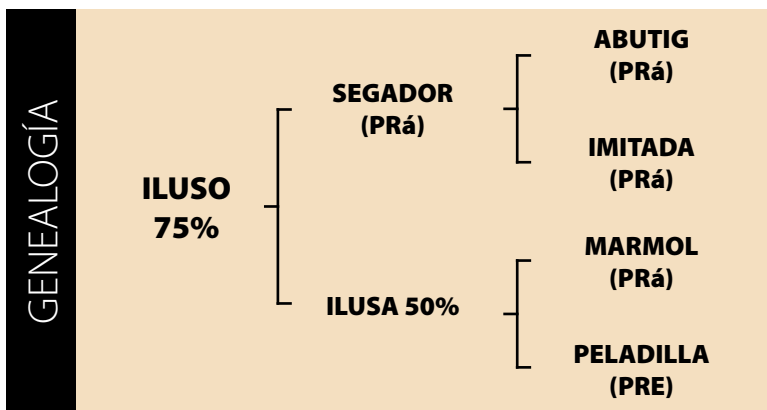 GENEALOGÍA
ILUSO
75%
SEGADOR
(PRá)
ILUSA 50%
ABUTIG
(PRá)
IMITADA
(PRá)
MARMOL
(PRá)
PELADILLA
(PRE)